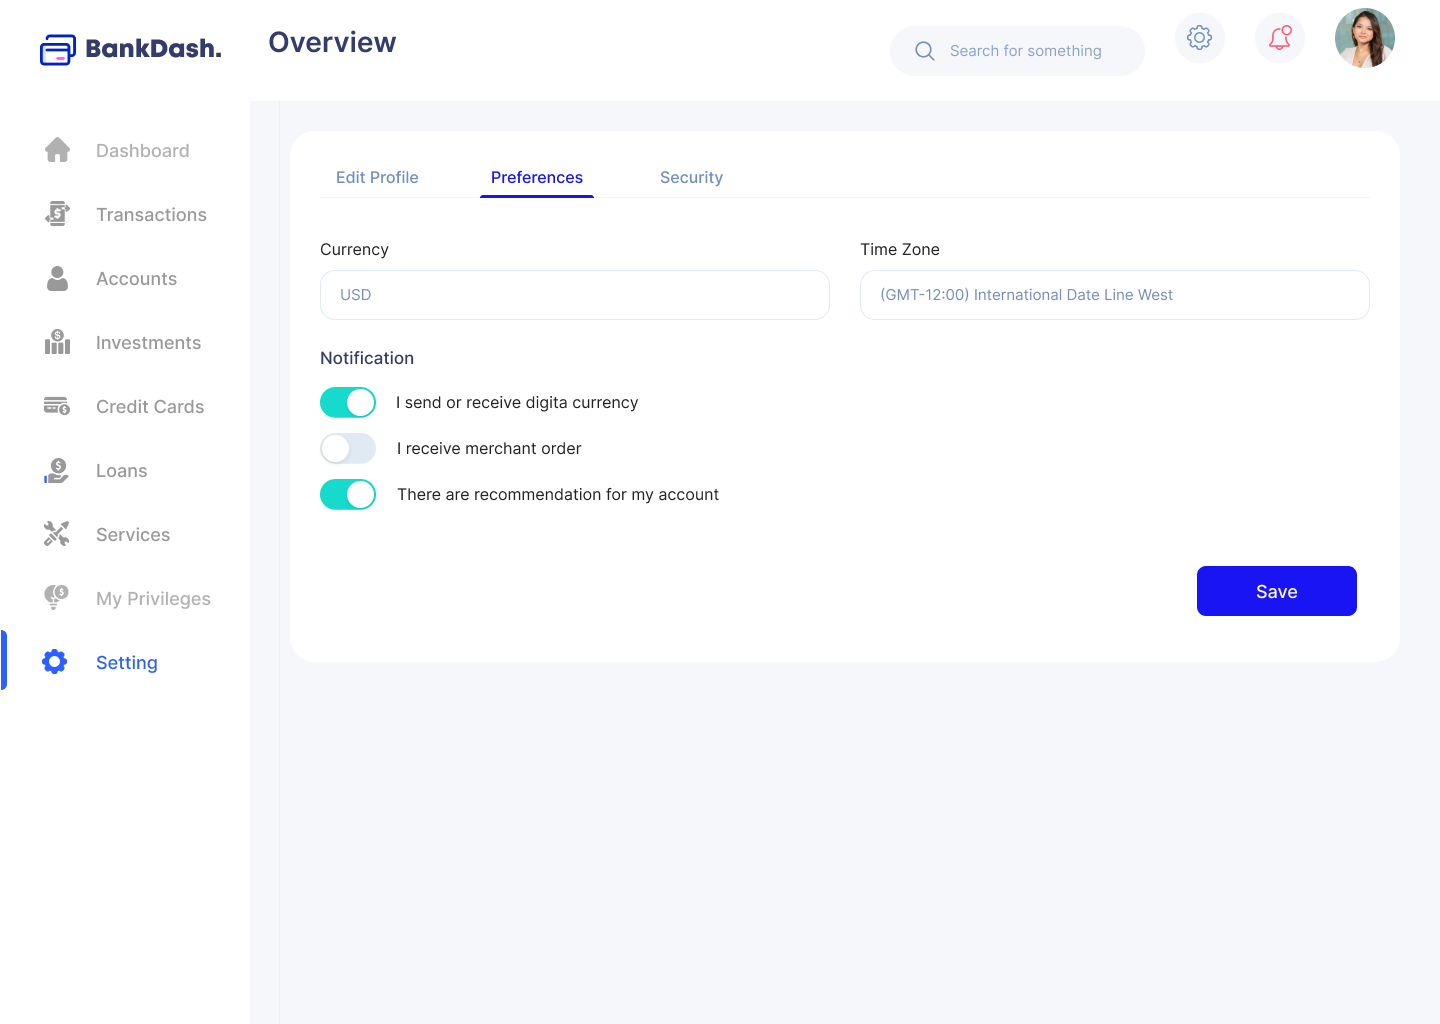 BankDash.
Overview
Search for something
Dashboard
Transactions
Accounts
Investments
Credit Cards
Loans
Services
My Privileges
Setting
Edit Profile
Preferences
Security
Currency
USD
Time Zone
(GMT-12:00) International Date Line West
Notification
I send or receive digita currency
I receive merchant order
There are recommendation for my account
Save